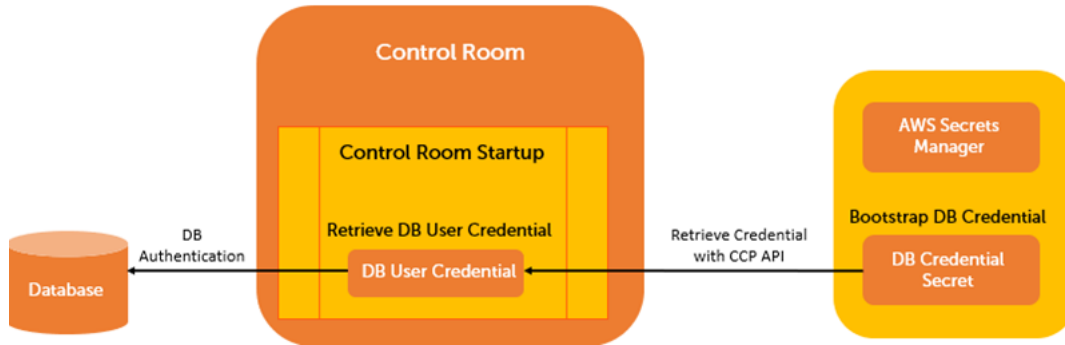 Control Room
Control Room Startup
Retrieve DB User Credential
DB User Credential
DB
Authentication
Database
Retrieve Credential
with CCP API
AWS Secrets
Manager
Bootstrap DB Credential
DB Credential
Secret